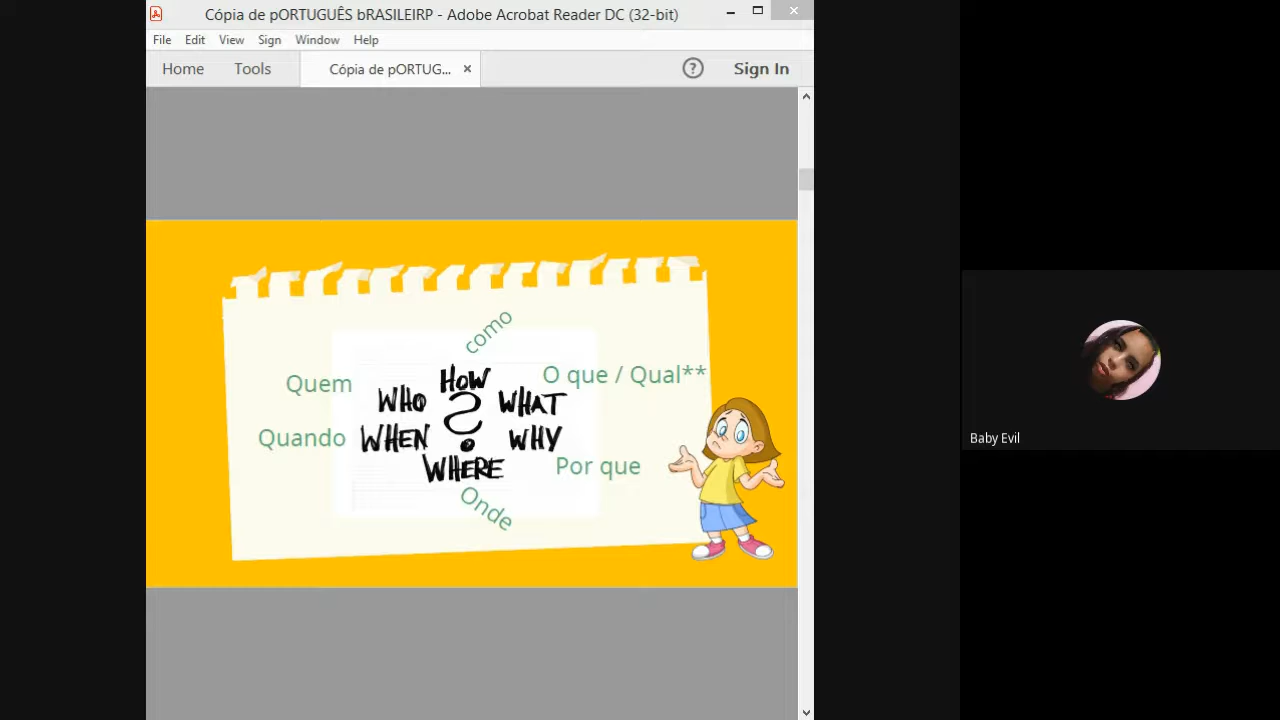 Cópia de pORTUGUÊS bRASILEIRP - Adobe Acrobat Reader DC (32-bit)
File Edit View Sign Window Help
Home Tools Cópia de pORTUG... × ? Sign In
como
Quem HOW O que / Qual**
WHO ? WHAT
Quando WHEN WHY
WHERE Por que
Onde
Baby Evil